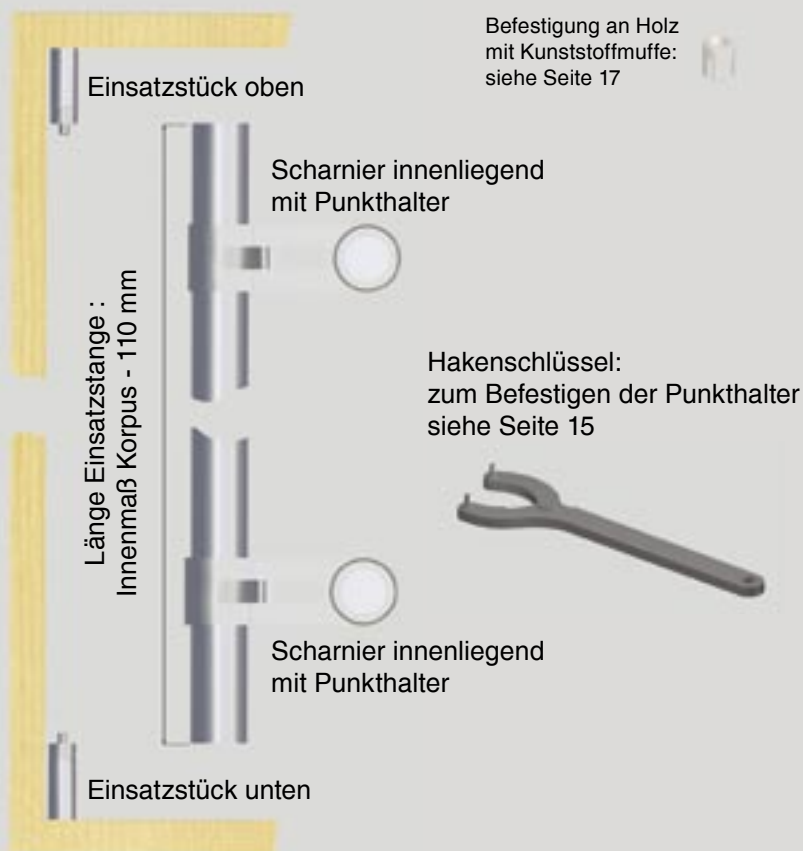 Befestigung an Holz
mit Kunststoffmuffe:
siehe Seite 17
Einsatzstück oben
Scharnier innenliegend
mit Punkthalter
Länge Einsatzstange :
Innenmaß Korpus - 110 mm
Hakenschlüssel:
zum Befestigen der Punkthalter
siehe Seite 15
Scharnier innenliegend
mit Punkthalter
Einsatzstück unten